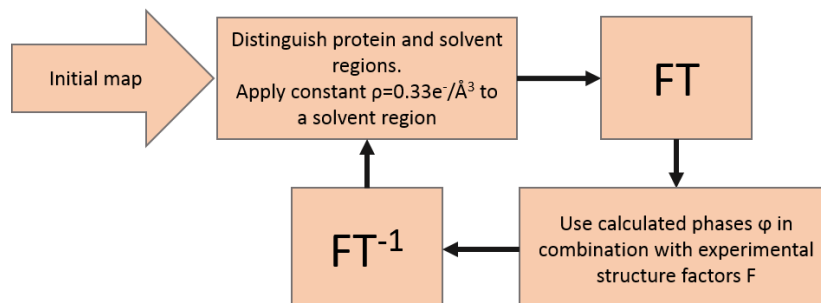 Initial map
Distinguish protein and solvent
regions.
Apply constant ρ=0.33e⁻/Å³ to
a solvent region
FT
Use calculated phases φ in
combination with experimental
structure factors F
FT⁻¹